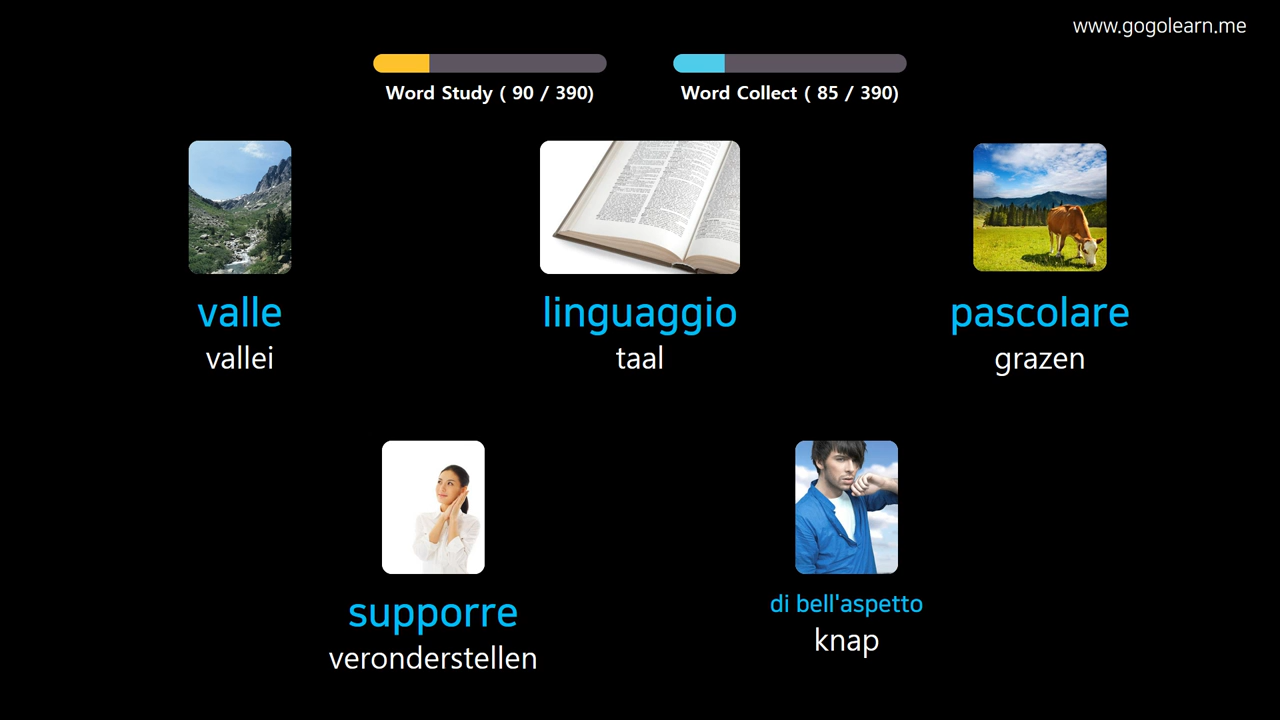 www.gogolearn.me
Word Study ( 90 / 390)
Word Collect ( 85 / 390)
valle
vallei
linguaggio
taal
pascolare
grazen
supporre
veronderstellen
di bell'aspetto
knap